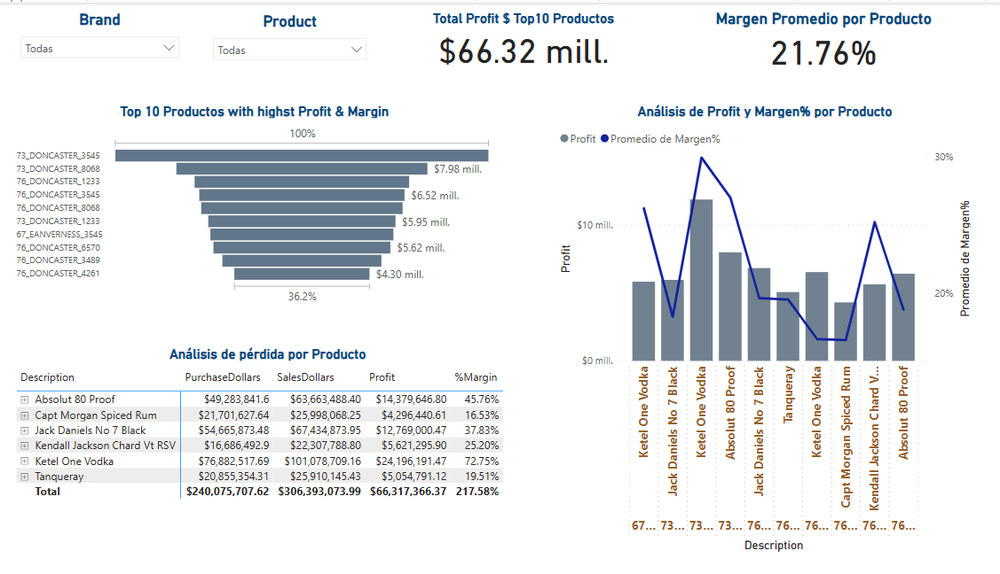 Brand
Todas
Product
Todas
Total Profit $ Top10 Productos
$66.32 mill.
Margen Promedio por Producto
21.76%
Top 10 Productos with highst Profit & Margin
100%
73_DONCASTER_3545
73_DONCASTER_8068 $7.98 mill.
76_DONCASTER_1233
76_DONCASTER_3545 $6.52 mill.
76_DONCASTER_8068
73_DONCASTER_1233 $5.95 mill.
67_EANVERNESS_3545
76_DONCASTER_6570 $5.62 mill.
76_DONCASTER_3489
76_DONCASTER_4261 $4.30 mill.
36.2%
Análisis de Profit y Margen% por Producto
Profit Promedio de Margen%
30%
$10 mill.
20%
$0 mill.
Profit
Promedio de Margen%
Ketel One Vodka
Jack Daniels No 7 Black
Ketel One Vodka
Absolut 80 Proof
Jack Daniels No 7 Black
Tanqueray
Ketel One Vodka
Capt Morgan Spiced Rum
Kendall Jackson Chard V...
Absolut 80 Proof
67... 73... 73... 73... 76... 76... 76... 76... 76... 76...
Description
Análisis de pérdida por Producto
Description PurchaseDollars SalesDollars Profit %Margin
Absolut 80 Proof $49,283,841.6 $63,663,488.40 $14,379,646.80 45.76%
Capt Morgan Spiced Rum $21,701,627.64 $25,998,068.25 $4,296,440.61 16.53%
Jack Daniels No 7 Black $54,665,873.48 $67,434,873.95 $12,769,000.47 37.83%
Kendall Jackson Chard Vt RSV $16,686,492.9 $22,307,788.80 $5,621,295.90 25.20%
Ketel One Vodka $76,882,517.69 $101,078,709.16 $24,196,191.47 72.75%
Tanqueray $20,855,354.31 $25,910,145.43 $5,054,791.12 19.51%
Total $240,075,707.62 $306,393,073.99 $66,317,366.37 217.58%